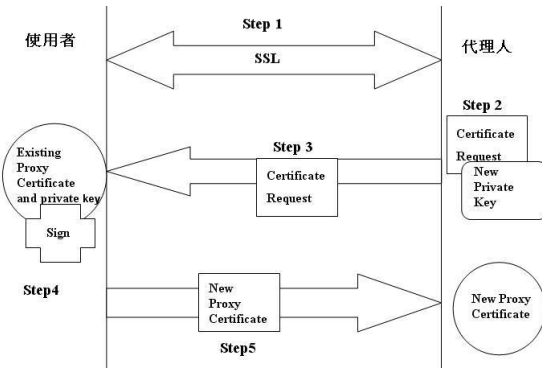 使用者
Step 1
SSL
代理人
Step 2
Certificate
Request
New
Private
Key
Step 3
Certificate
Request
Existing
Proxy
Certificate
and private key
Sign
Step4
New
Proxy
Certificate
Step5
New Proxy
Certificate